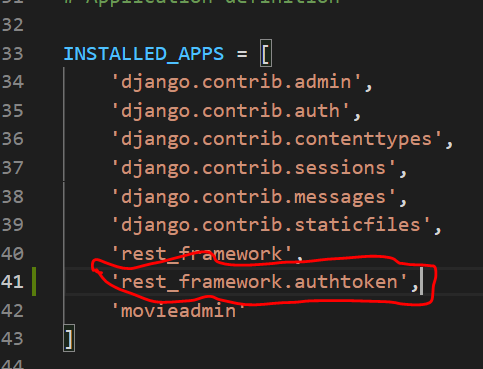 31 # Application definition
32
33 INSTALLED_APPS = [
34 'django.contrib.admin',
35 'django.contrib.auth',
36 'django.contrib.contenttypes',
37 'django.contrib.sessions',
38 'django.contrib.messages',
39 'django.contrib.staticfiles',
40 'rest_framework',
41 'rest_framework.authtoken',
42 'movieadmin'
43 ]
44